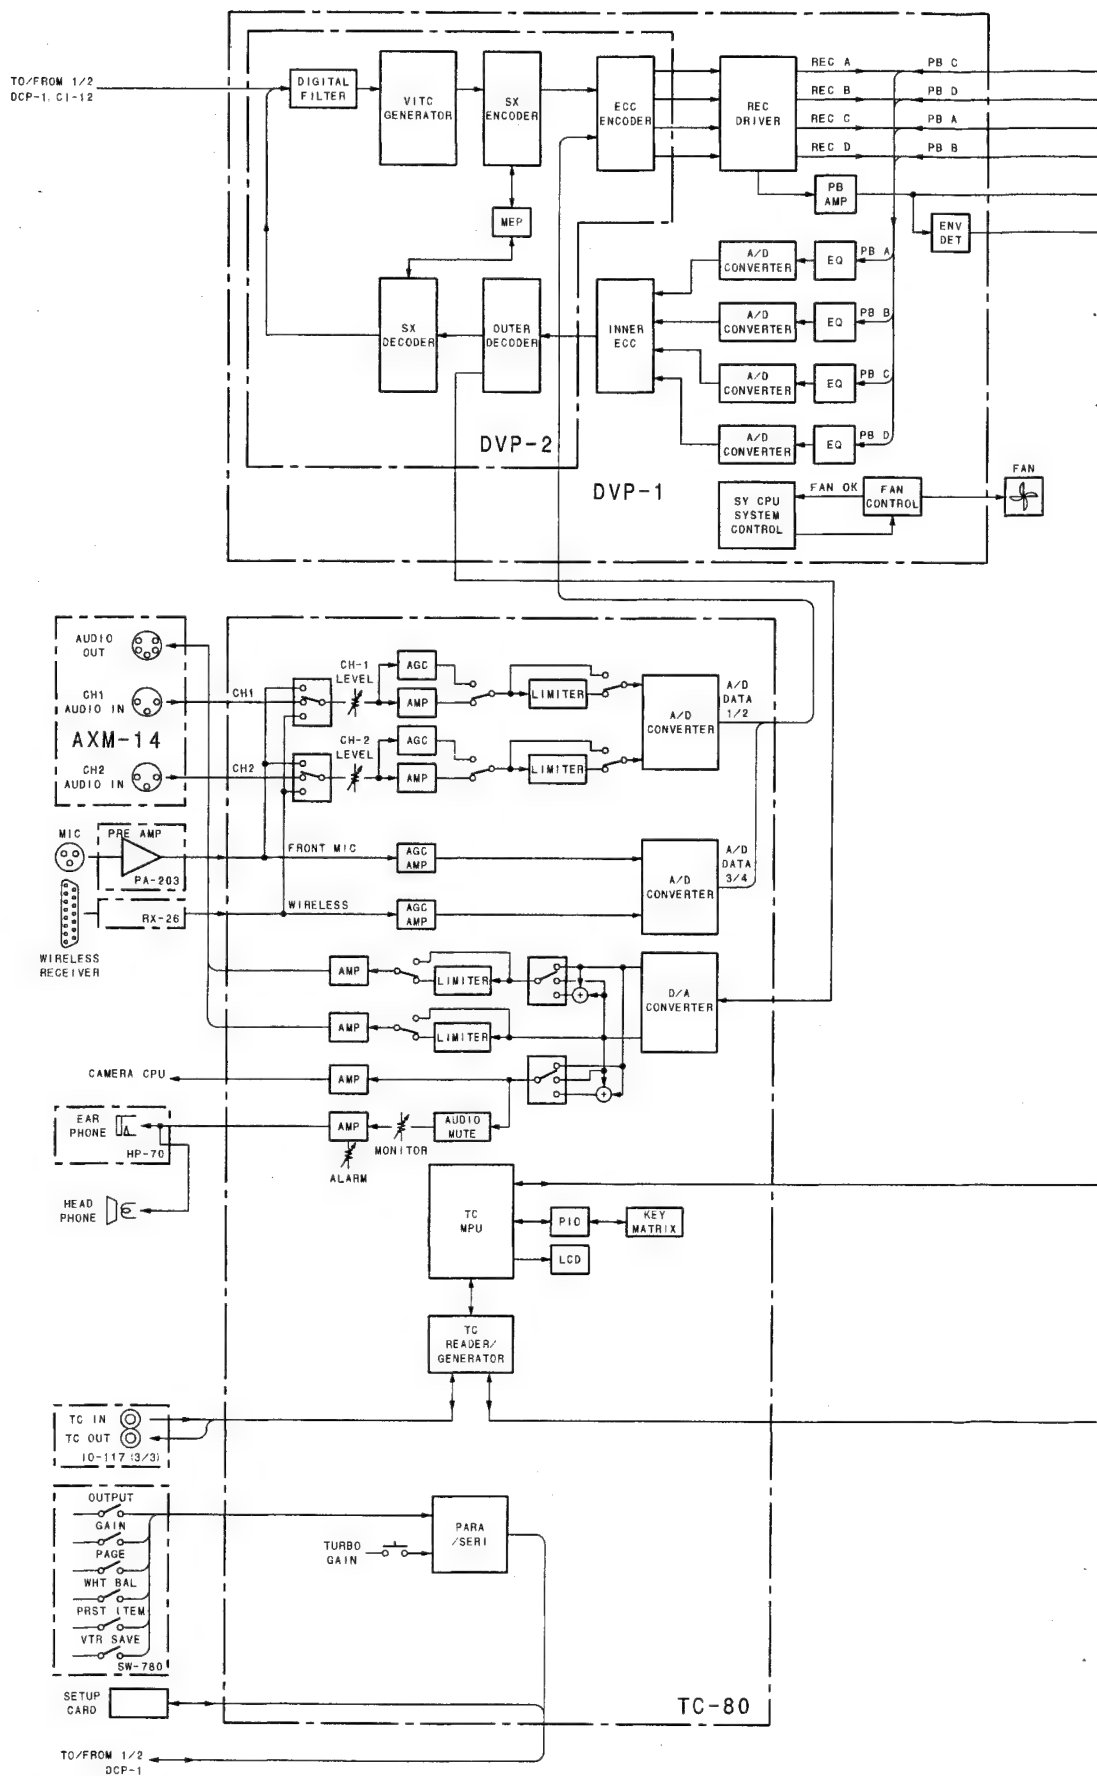 TO/FROM 1/2
DCP-1, CI-12
DIGITAL
FILTER
VITC
GENERATOR
SX
ENCODER
ECC
ENCODER
REC
DRIVER
REC A
REC B
REC C
REC D
PB C
PB D
PB A
PB B
PB
AMP
ENV
DET
MEP
SX
DECODER
OUTER
DECODER
INNER
ECC
A/D
CONVERTER
EQ
PB A
A/D
CONVERTER
EQ
PB B
A/D
CONVERTER
EQ
PB C
A/D
CONVERTER
EQ
PB D
DVP-2
DVP-1
SY CPU
SYSTEM
CONTROL
FAN OK
FAN
CONTROL
FAN
AUDIO
OUT
CH1
AUDIO IN
AXM-14
CH2
AUDIO IN
CH1
CH-1
LEVEL
AGC
AMP
LIMITER
A/D
CONVERTER
A/D
DATA
1/2
CH2
CH-2
LEVEL
AGC
AMP
LIMITER
MIC
PRE AMP
PA-203
FRONT MIC
AGC
AMP
A/D
CONVERTER
A/D
DATA
3/4
RX-26
WIRELESS
AGC
AMP
WIRELESS
RECEIVER
AMP
LIMITER
D/A
CONVERTER
AMP
LIMITER
CAMERA CPU
AMP
EAR
PHONE
HP-70
AMP
ALARM
MONITOR
AUDIO
MUTE
HEAD
PHONE
TC
MPU
PIO
KEY
MATRIX
LCD
TC
READER/
GENERATOR
TC IN
TC OUT
IO-117 (3/3)
OUTPUT
GAIN
PAGE
WHT BAL
PRST ITEM
VTR SAVE
SW-780
TURBO
GAIN
PARA
/SERI
SETUP
CARD
TC-80
TO/FROM 1/2
DCP-1